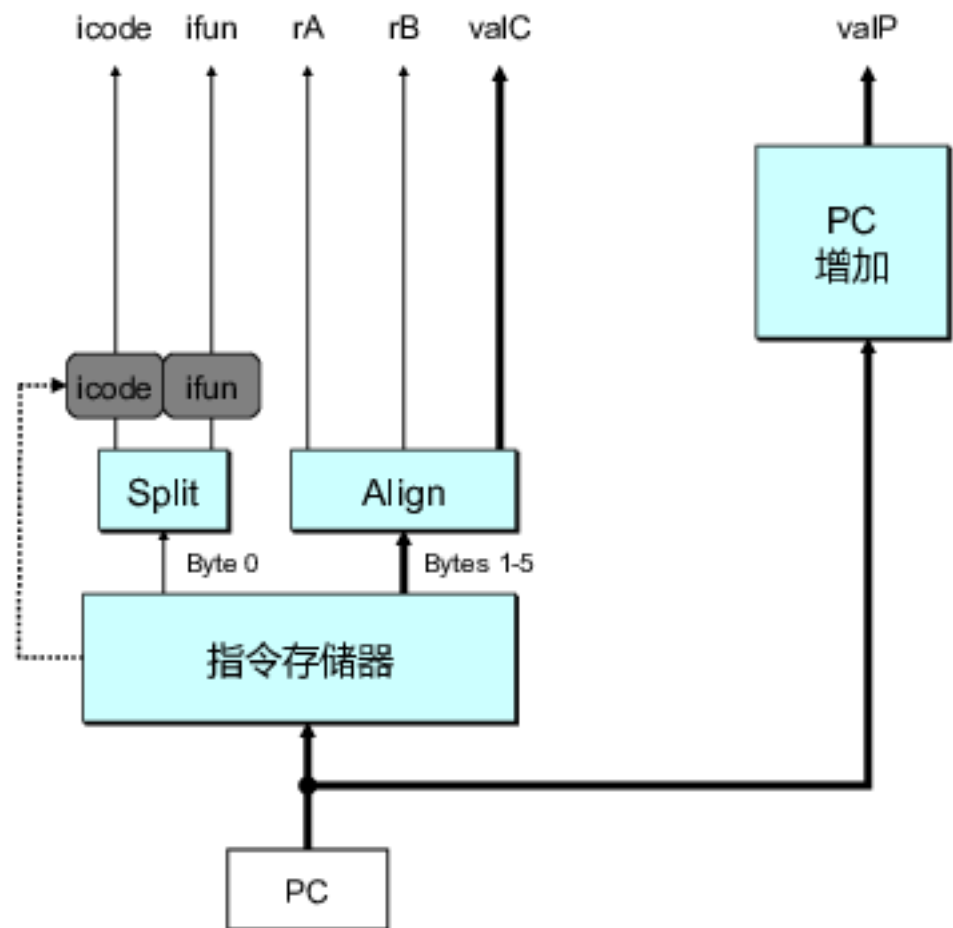 icode ifun rA rB valC valP
PC
增加
icode ifun
Split Align
Byte 0 Bytes 1-5
指令存储器
PC